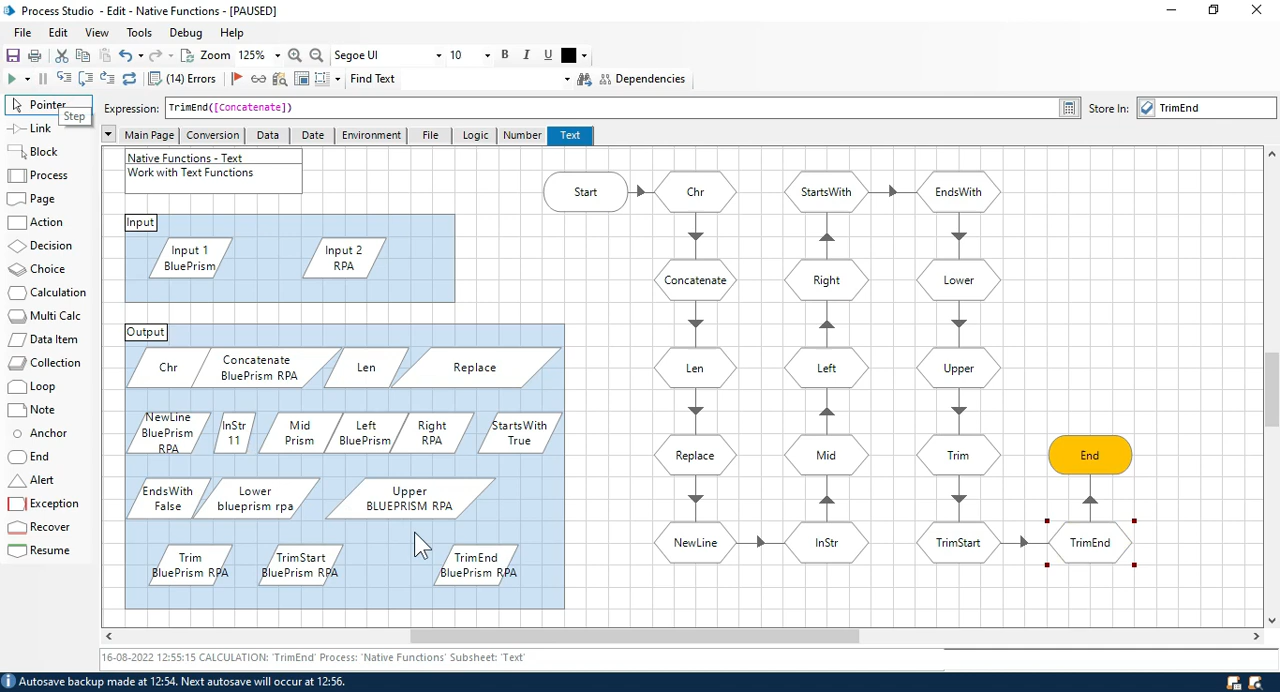 Process Studio - Edit - Native Functions - [PAUSED]
File Edit View Tools Debug Help
Zoom 125% Segoe UI 10 B I U
(14) Errors Find Text Dependencies
Pointer
Step
Link
Block
Process
Page
Action
Decision
Choice
Calculation
Multi Calc
Data Item
Collection
Loop
Note
Anchor
End
Alert
Exception
Recover
Resume
Expression: TrimEnd([Concatenate]) Store In: TrimEnd
Main Page Conversion Data Date Environment File Logic Number Text
Native Functions - Text
Work with Text Functions
Input
Input 1
BluePrism
Input 2
RPA
Output
Chr
Concatenate
BluePrism RPA
Len
Replace
NewLine
BluePrism
RPA
InStr
11
Mid
Prism
Left
BluePrism
Right
RPA
StartsWith
True
EndsWith
False
Lower
blueprism rpa
Upper
BLUEPRISM RPA
Trim
BluePrism RPA
TrimStart
BluePrism RPA
TrimEnd
BluePrism RPA
Start
Chr
Concatenate
Len
Replace
NewLine
InStr
Mid
Left
Right
StartsWith
EndsWith
Lower
Upper
Trim
TrimStart
TrimEnd
End
16-08-2022 12:55:15 CALCULATION: 'TrimEnd' Process: 'Native Functions' Subsheet: 'Text'
Autosave backup made at 12:54. Next autosave will occur at 12:56.